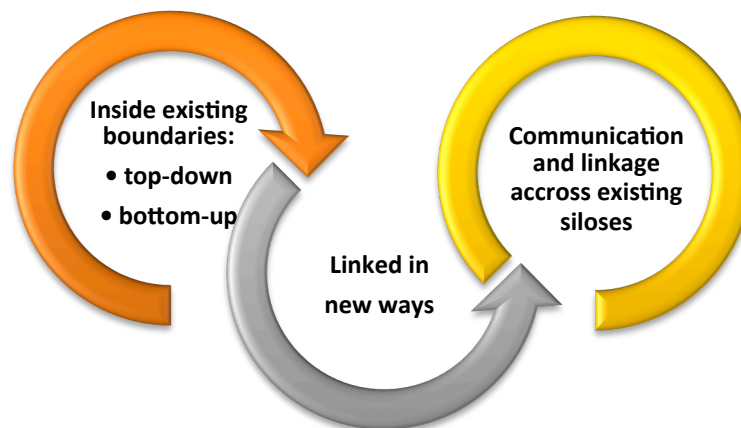 Inside existing
boundaries:
• top-down
• bottom-up
Linked in
new ways
Communication
and linkage
accross existing
siloses